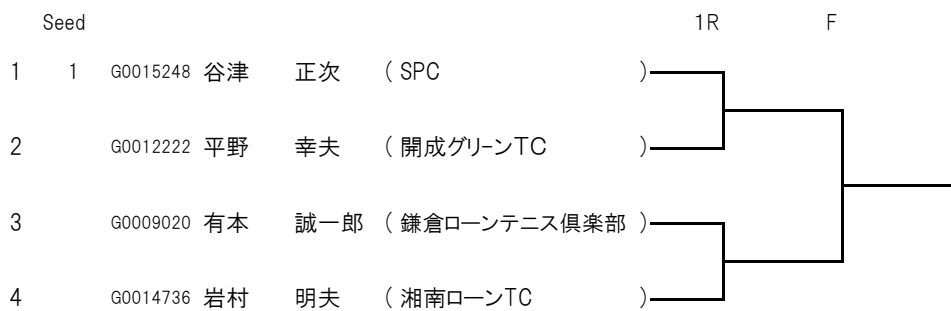 Seed 1R F
1 1 G0015248 谷津 正次 ( SPC )
2 G0012222 平野 幸夫 ( 開成グリーンTC )
3 G0009020 有本 誠一郎 ( 鎌倉ローンテニス倶楽部 )
4 G0014736 岩村 明夫 ( 湘南ローンTC )